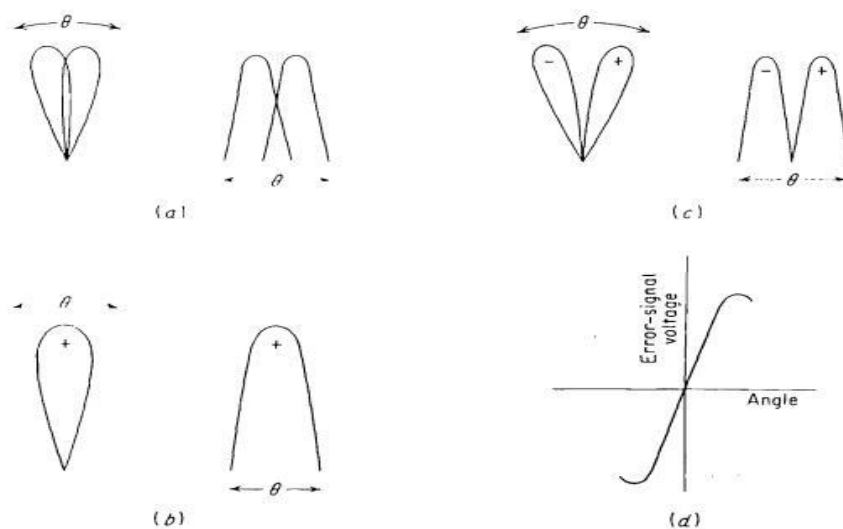 θ
θ
(a)
θ
- +
- +
θ
(c)
θ
+
+
θ
(b)
Error-signal
voltage
Angle
(d)